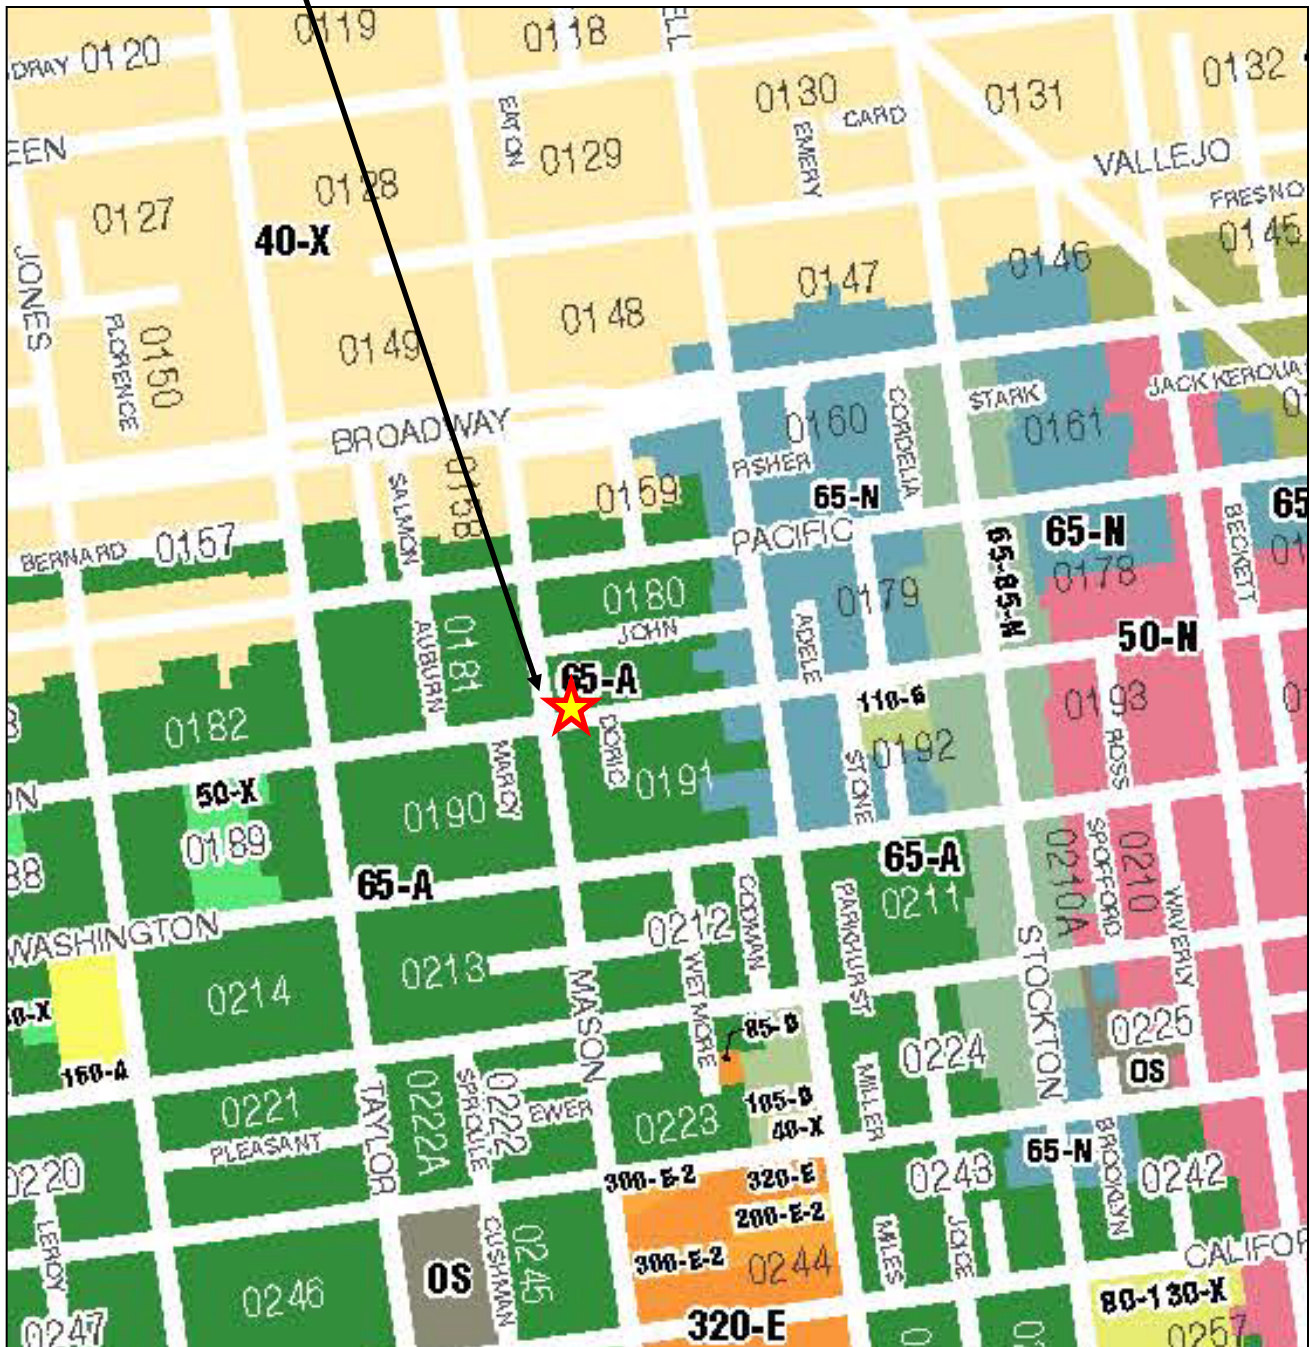 0119
0118
ELL
DRAY 0120
0132
0130
0131
CARD
EATON
EMERY
0129
VALLEJO
EEN
0128
FRESNO
0127
0145
40-X
0146
JONES
0147
0148
FLORENCE
0150
0149
JACK KEROUA
STARK
CORDELIA
0160
0161
BROADWAY
FISHER
SALMON
0158
0159
65-N
65
BECKETT
65-N
PACIFIC
BERNARD 0157
65-85-N
0178
01
0180
0179
JOHN
AUBURN
0181
ADELE
50-N
65-A
110-G
0193
0182
DORIC
ROSS
MARCY
0192
STONE
0191
ON
50-X
0190
0189
88
65-A
65-A
SPOFFORD
0210
0210A
CODMAN
PARKHURST
0211
WAVERLY
0212
WASHINGTON
STOCKTON
WETMORE
0213
MASON
0214
0225
85-D
0224
OS
160-A
MILLER
TAYLOR
0222A
SPROULE
0222
105-D
0221
EWER
0223
40-X
PLEASANT
BROOKLYN
65-N
0220
0243
0242
300-E-2
320-E
200-E-2
LEROY
CUSHMAN
0245
MILES
JOICE
CALIFOR
300-E-2
0244
OS
0246
80-130-X
0247
320-E
0257